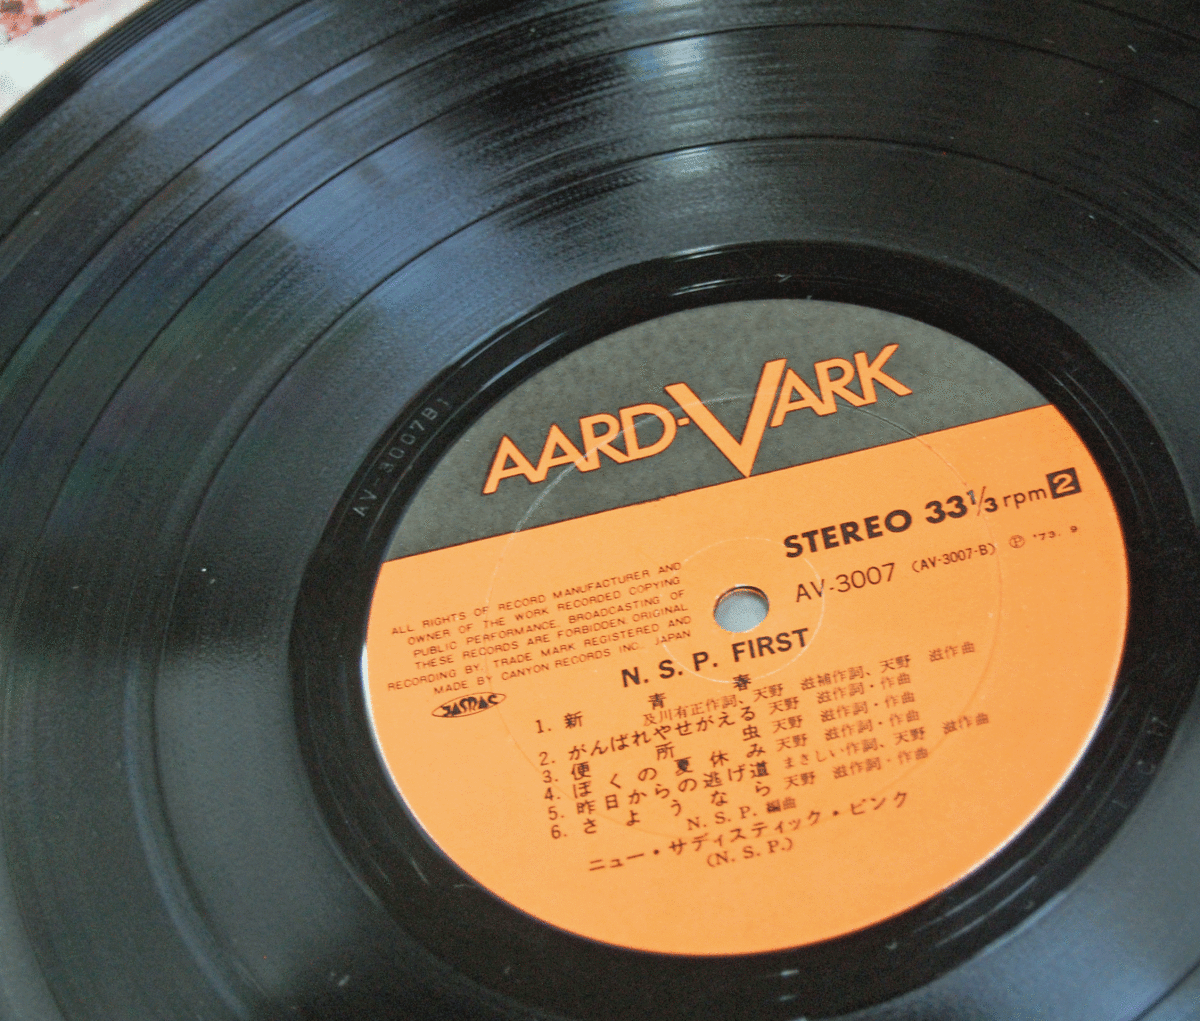 AARD-VARK
STEREO 33 1/3 rpm 2
AV-3007 (AV-3007-B) Ⓟ '73. 9
ALL RIGHTS OF RECORD MANUFACTURER AND
OWNER OF THE WORK RECORDED COPYING
PUBLIC PERFORMANCE, BROADCASTING OF
THESE RECORDS ARE FORBIDDEN. ORIGINAL
RECORDING BY, TRADE MARK REGISTERED AND
MADE BY CANYON RECORDS INC., JAPAN
JASRAC
N. S. P. FIRST
1. 新青春 及川有正作詞、天野 滋補作詞、天野 滋作曲
2. がんばれやせがえる 天野 滋作詞・作曲
3. 便所虫 天野 滋作詞・作曲
4. ぼくの夏休み 天野 滋作詞・作曲
5. 昨日からの逃げ道 まさしい作詞、天野 滋作曲
6. さようなら 天野 滋作詞・作曲
N. S. P. 編曲
ニュー・サディスティック・ピンク
(N. S. P.)
AV-3007B1